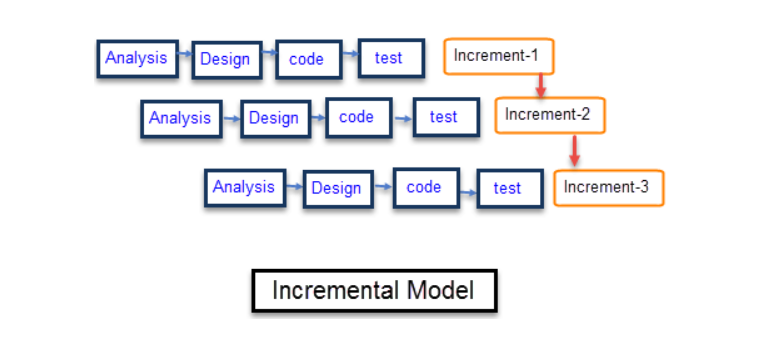 Analysis Design code test Increment-1
Analysis Design code test Increment-2
Analysis Design code test Increment-3
Incremental Model